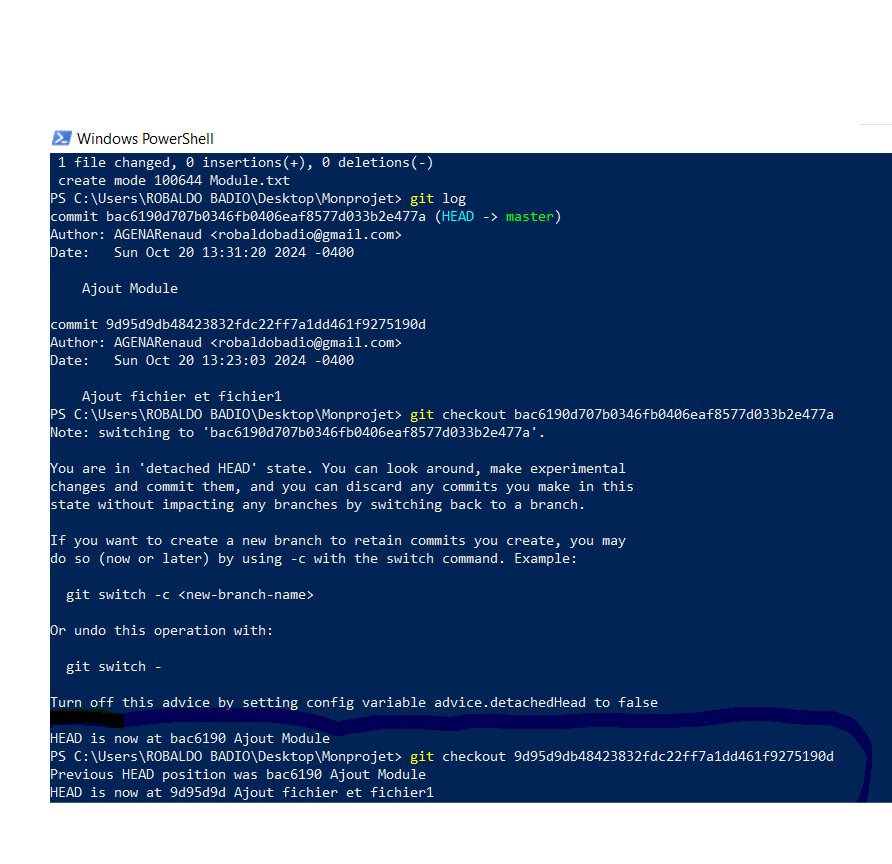 Windows PowerShell
1 file changed, 0 insertions(+), 0 deletions(-)
create mode 100644 Module.txt
PS C:\Users\ROBALDO BADIO\Desktop\Monprojet> git log
commit bac6190d707b0346fb0406eaf8577d033b2e477a (HEAD -> master)
Author: AGENARenaud <robaldobadio@gmail.com>
Date:   Sun Oct 20 13:31:20 2024 -0400
Ajout Module
commit 9d95d9db48423832fdc22ff7a1dd461f9275190d
Author: AGENARenaud <robaldobadio@gmail.com>
Date:   Sun Oct 20 13:23:03 2024 -0400
Ajout fichier et fichier1
PS C:\Users\ROBALDO BADIO\Desktop\Monprojet> git checkout bac6190d707b0346fb0406eaf8577d033b2e477a
Note: switching to 'bac6190d707b0346fb0406eaf8577d033b2e477a'.
You are in 'detached HEAD' state. You can look around, make experimental
changes and commit them, and you can discard any commits you make in this
state without impacting any branches by switching back to a branch.
If you want to create a new branch to retain commits you create, you may
do so (now or later) by using -c with the switch command. Example:
git switch -c <new-branch-name>
Or undo this operation with:
git switch -
Turn off this advice by setting config variable advice.detachedHead to false
HEAD is now at bac6190 Ajout Module
PS C:\Users\ROBALDO BADIO\Desktop\Monprojet> git checkout 9d95d9db48423832fdc22ff7a1dd461f9275190d
Previous HEAD position was bac6190 Ajout Module
HEAD is now at 9d95d9d Ajout fichier et fichier1